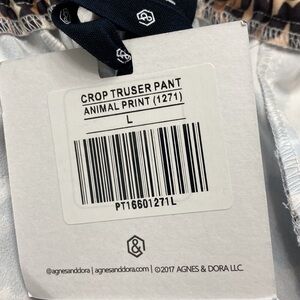 CROP TRUSER PANT
ANIMAL PRINT (1271)
L
PT16601271L
&
@agnesanddora | agnesanddora.com | ©2017 AGNES & DORA LLC.